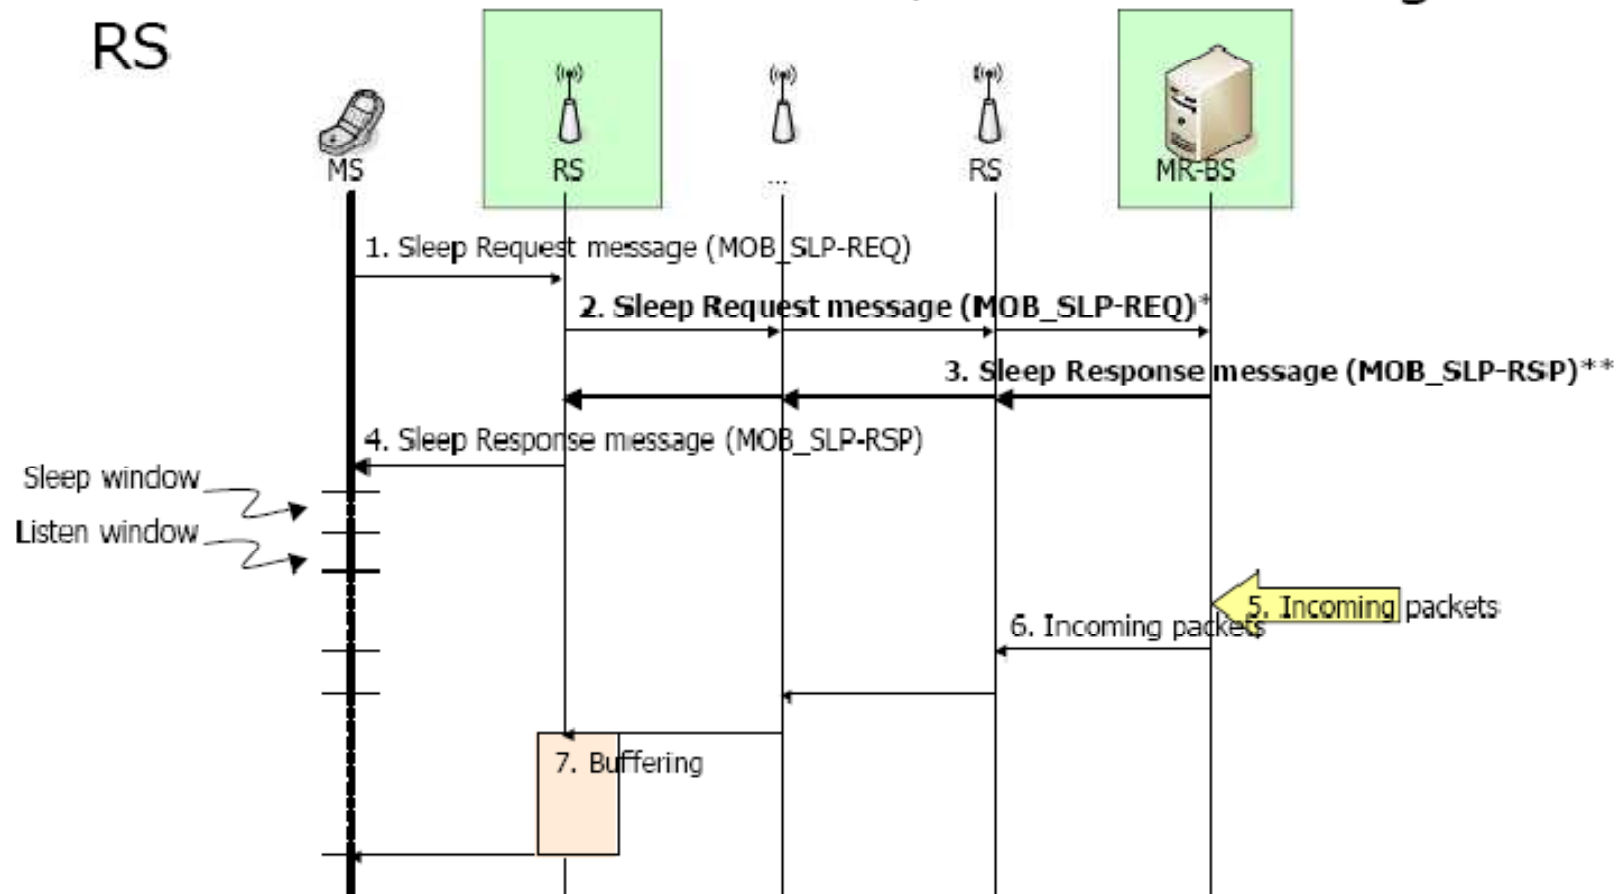 RS
MS
RS
...
RS
MR-BS
1. Sleep Request message (MOB_SLP-REQ)
2. Sleep Request message (MOB_SLP-REQ)*
3. Sleep Response message (MOB_SLP-RSP)**
4. Sleep Response message (MOB_SLP-RSP)
Sleep window
Listen window
5. Incoming packets
6. Incoming packets
7. Buffering